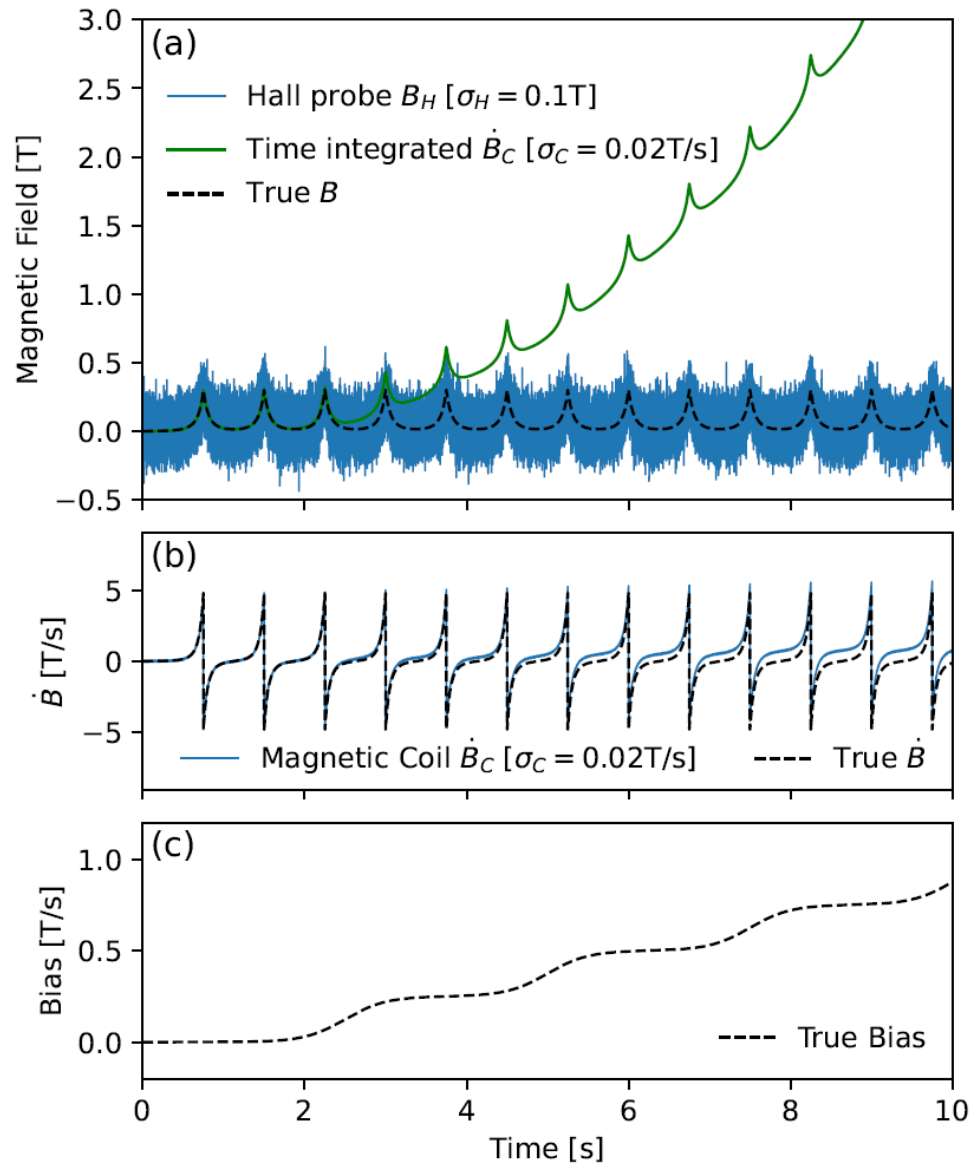 (a)
3.0
2.5
2.0
1.5
1.0
0.5
0.0
−0.5
Magnetic Field [T]
Hall probe B_H [σ_H = 0.1T]
Time integrated Ḃ_C [σ_C = 0.02T/s]
True B
(b)
5
0
−5
Ḃ [T/s]
Magnetic Coil Ḃ_C [σ_C = 0.02T/s]
True Ḃ
(c)
1.0
0.5
0.0
Bias [T/s]
True Bias
0 2 4 6 8 10
Time [s]